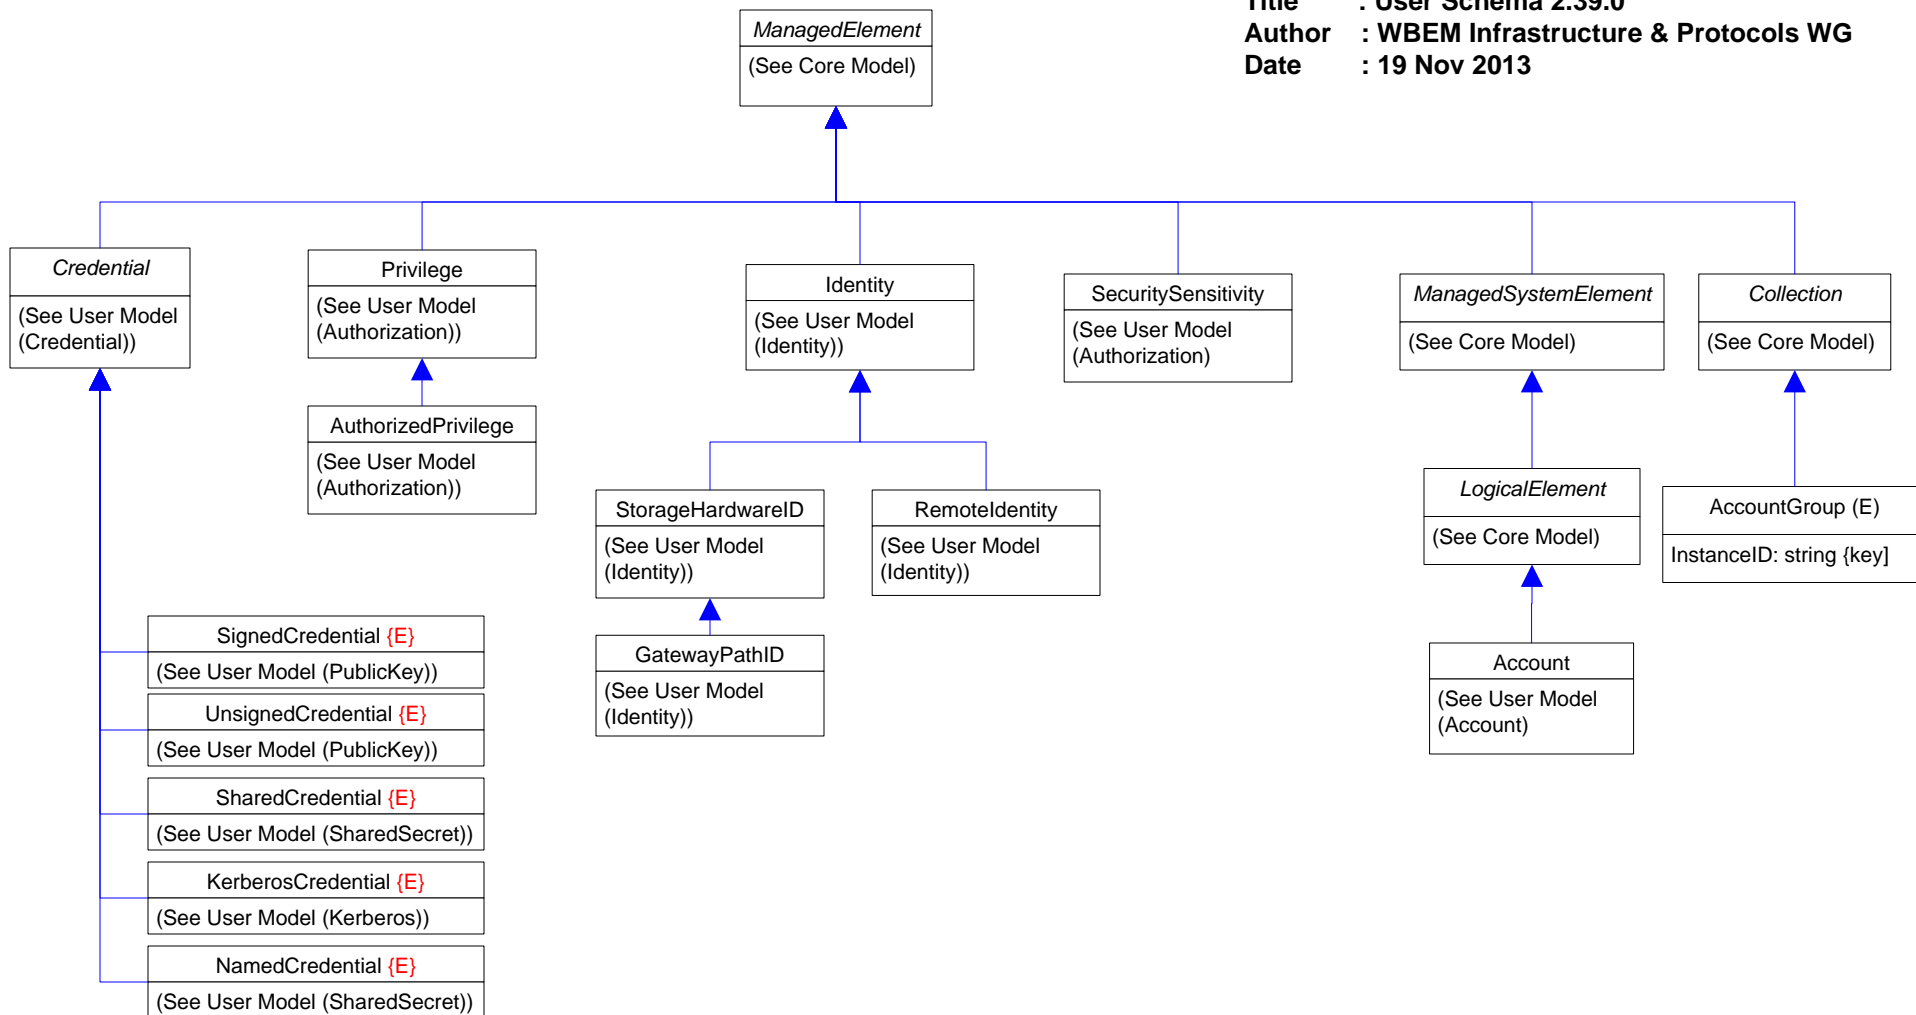 Title : User Schema 2.39.0
Author : WBEM Infrastructure & Protocols WG
Date : 19 Nov 2013
ManagedElement
(See Core Model)
Credential
(See User Model
(Credential))
Privilege
(See User Model
(Authorization))
Identity
(See User Model
(Identity))
SecuritySensitivity
(See User Model
(Authorization)
ManagedSystemElement
(See Core Model)
Collection
(See Core Model)
AuthorizedPrivilege
(See User Model
(Authorization))
StorageHardwareID
(See User Model
(Identity))
RemoteIdentity
(See User Model
(Identity))
LogicalElement
(See Core Model)
AccountGroup (E)
InstanceID: string {key]
GatewayPathID
(See User Model
(Identity))
Account
(See User Model
(Account)
SignedCredential {E}
(See User Model (PublicKey))
UnsignedCredential {E}
(See User Model (PublicKey))
SharedCredential {E}
(See User Model (SharedSecret))
KerberosCredential {E}
(See User Model (Kerberos))
NamedCredential {E}
(See User Model (SharedSecret))